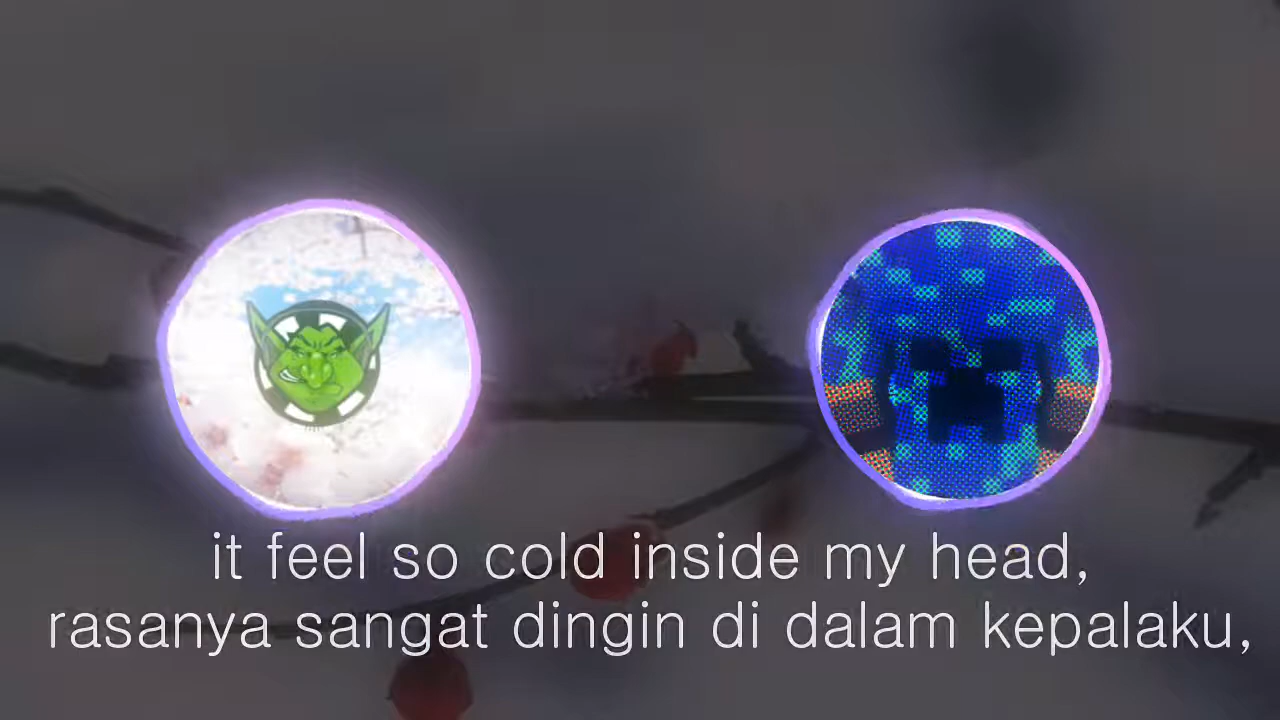 it feel so cold inside my head,
rasanya sangat dingin di dalam kepalaku,